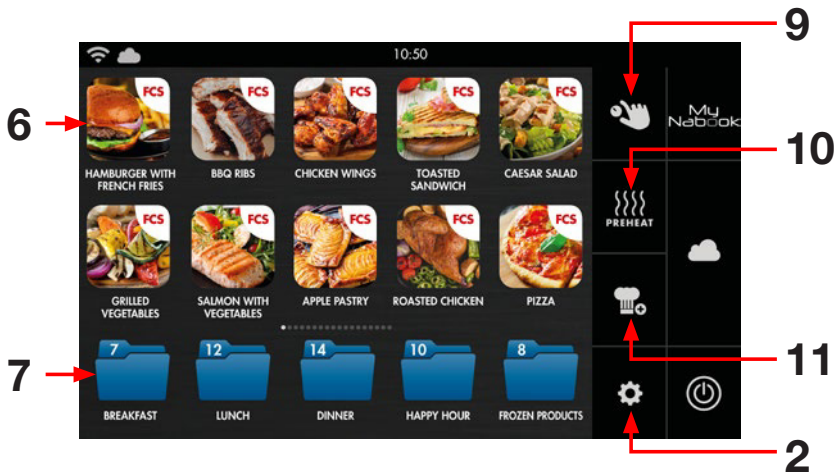 9
10:50
6
FCS
FCS
FCS
FCS
FCS
My
Nabook
HAMBURGER WITH
FRENCH FRIES
BBQ RIBS
CHICKEN WINGS
TOASTED
SANDWICH
CAESAR SALAD
10
PREHEAT
FCS
FCS
FCS
FCS
FCS
GRILLED
VEGETABLES
SALMON WITH
VEGETABLES
APPLE PASTRY
ROASTED CHICKEN
PIZZA
11
7
7
12
14
10
8
BREAKFAST
LUNCH
DINNER
HAPPY HOUR
FROZEN PRODUCTS
2